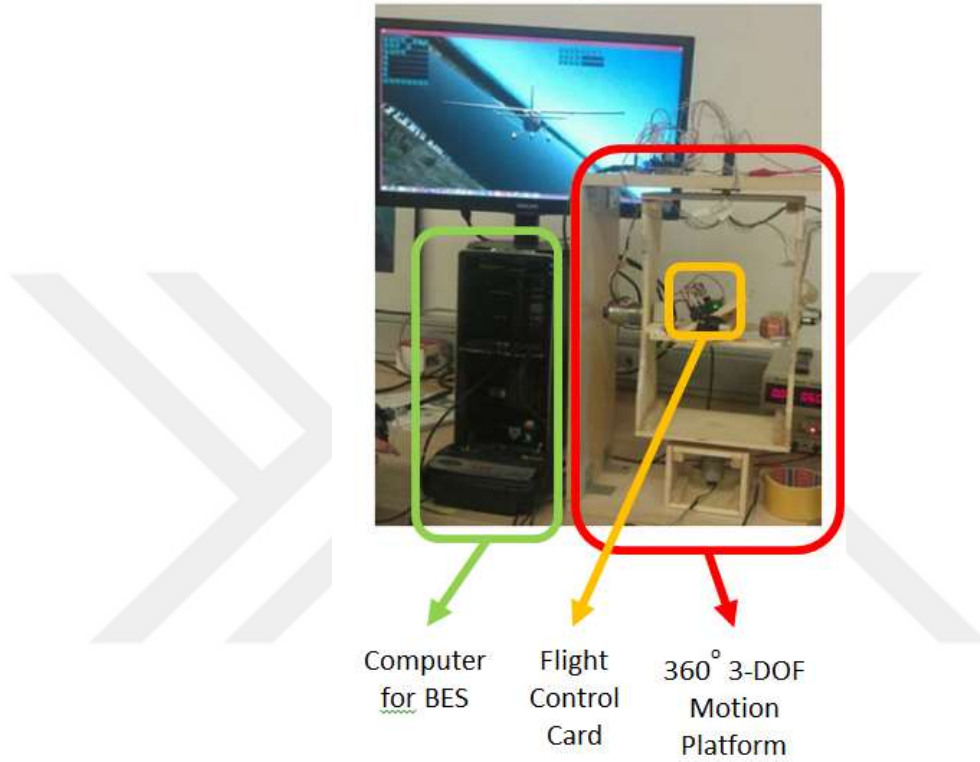 Computer
for BES
Flight
Control
Card
360° 3-DOF
Motion
Platform